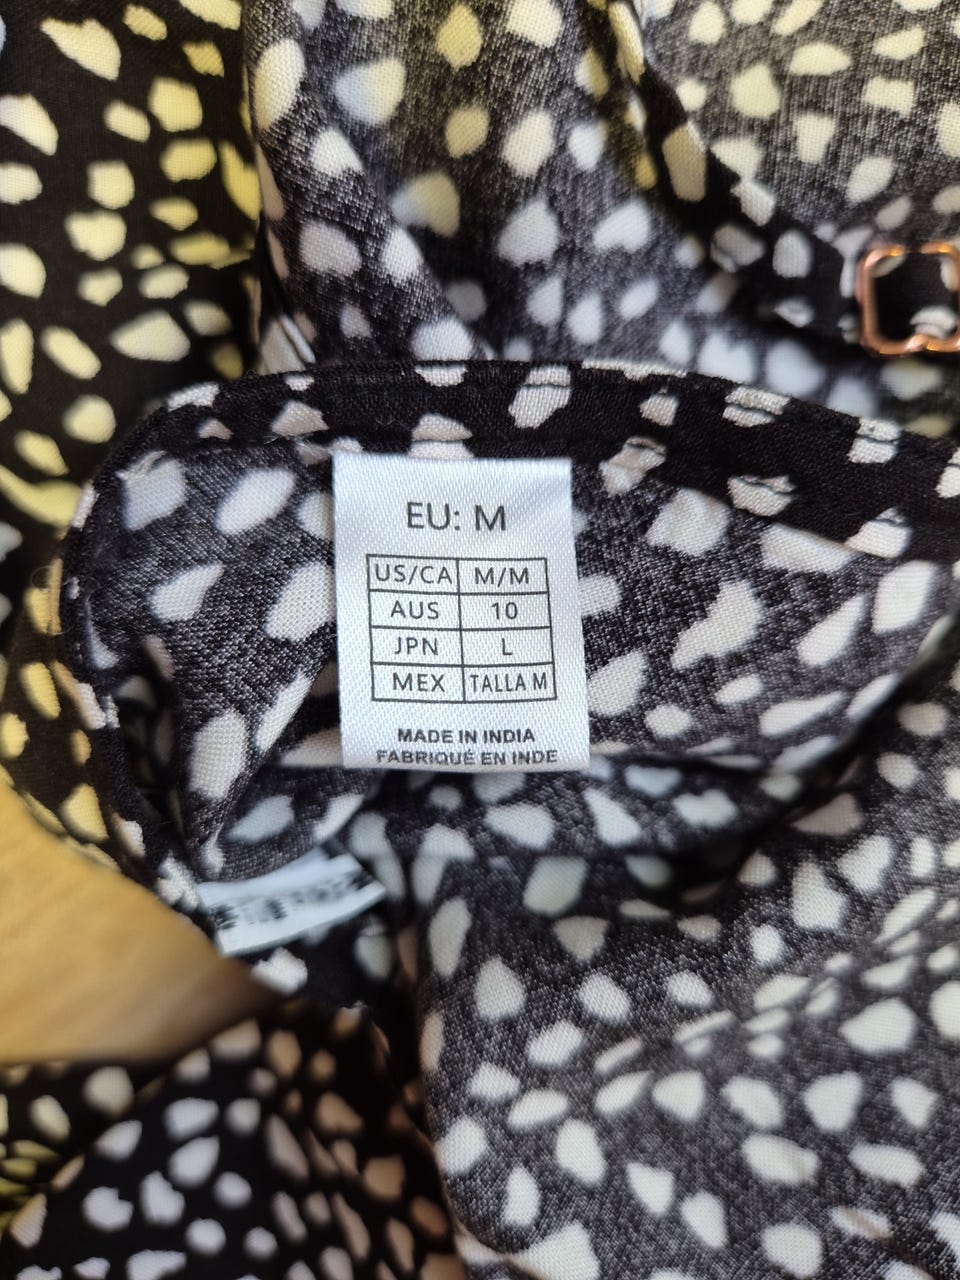 EU: M
US/CA M/M
AUS 10
JPN L
MEX TALLA M
MADE IN INDIA
FABRIQUÉ EN INDE